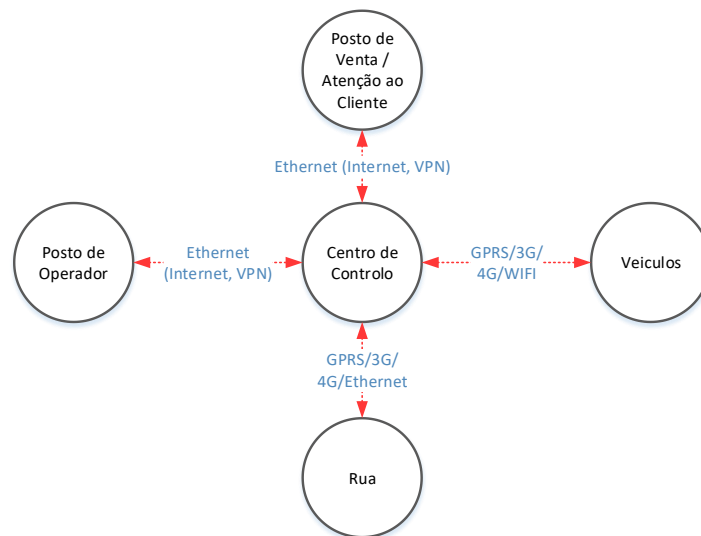 Posto de
Venta /
Atenção ao
Cliente
Ethernet (Internet, VPN)
Posto de
Operador
Ethernet
(Internet, VPN)
Centro de
Controlo
GPRS/3G/
4G/WIFI
Veiculos
GPRS/3G/
4G/Ethernet
Rua